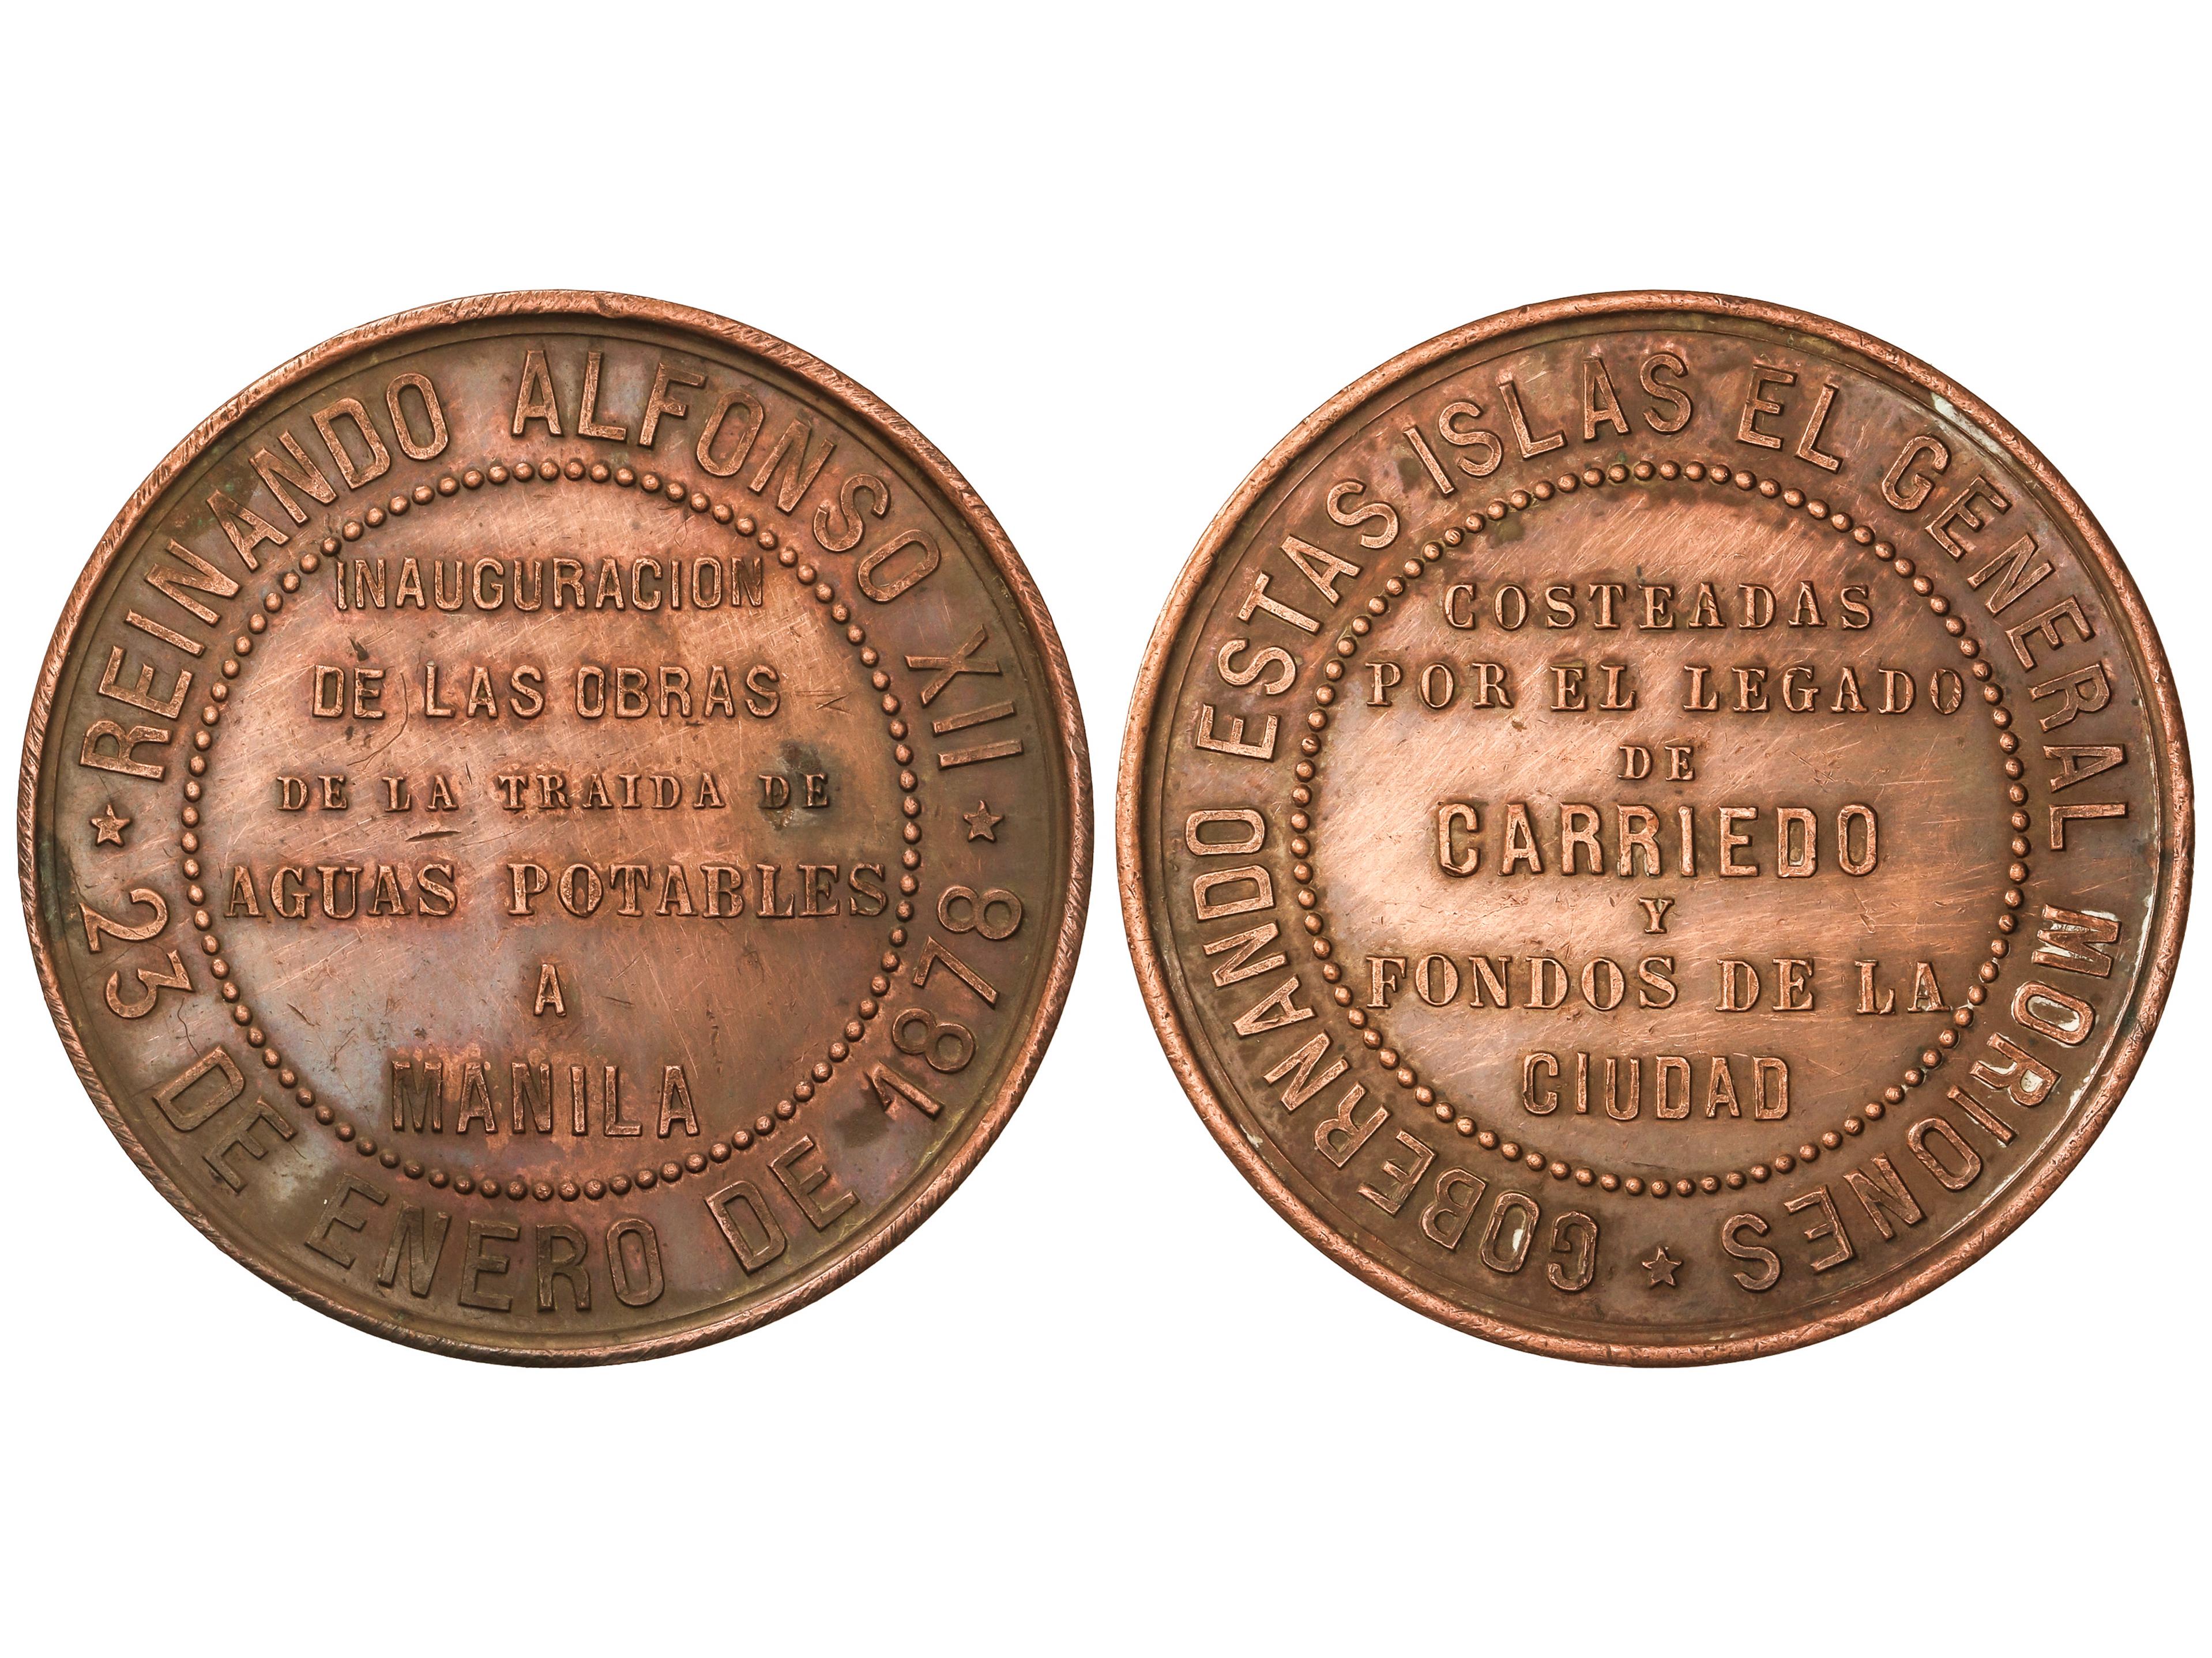 REINANDO ALFONSO XII
23 DE ENERO DE 1878
INAUGURACION
DE LAS OBRAS
DE LA TRAIDA DE
AGUAS POTABLES
A
MANILA
GOBERNANDO ESTAS ISLAS EL GENERAL MORIONES
COSTEADAS
POR EL LEGADO
DE
CARRIEDO
Y
FONDOS DE LA
CIUDAD